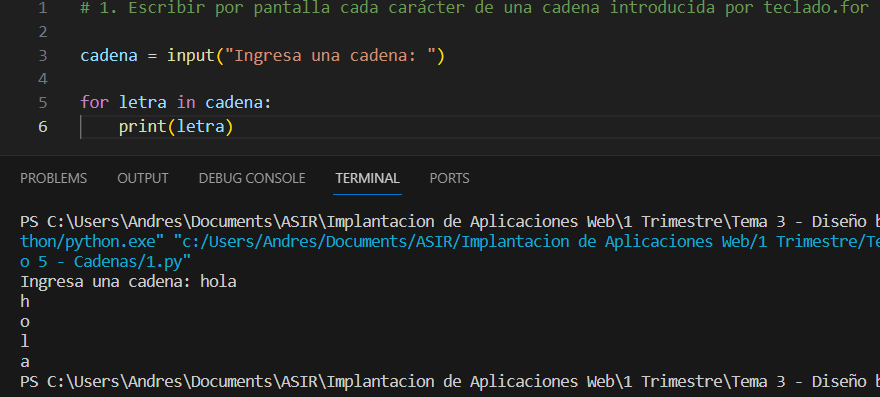 1 # 1. Escribir por pantalla cada carácter de una cadena introducida por teclado.for
2
3 cadena = input("Ingresa una cadena: ")
4
5 for letra in cadena:
6     print(letra)
PROBLEMS OUTPUT DEBUG CONSOLE TERMINAL PORTS
PS C:\Users\Andres\Documents\ASIR\Implantacion de Aplicaciones Web\1 Trimestre\Tema 3 - Diseño b
thon/python.exe" "c:/Users/Andres/Documents/ASIR/Implantacion de Aplicaciones Web/1 Trimestre/Te
o 5 - Cadenas/1.py"
Ingresa una cadena: hola
h
o
l
a
PS C:\Users\Andres\Documents\ASIR\Implantacion de Aplicaciones Web\1 Trimestre\Tema 3 - Diseño b